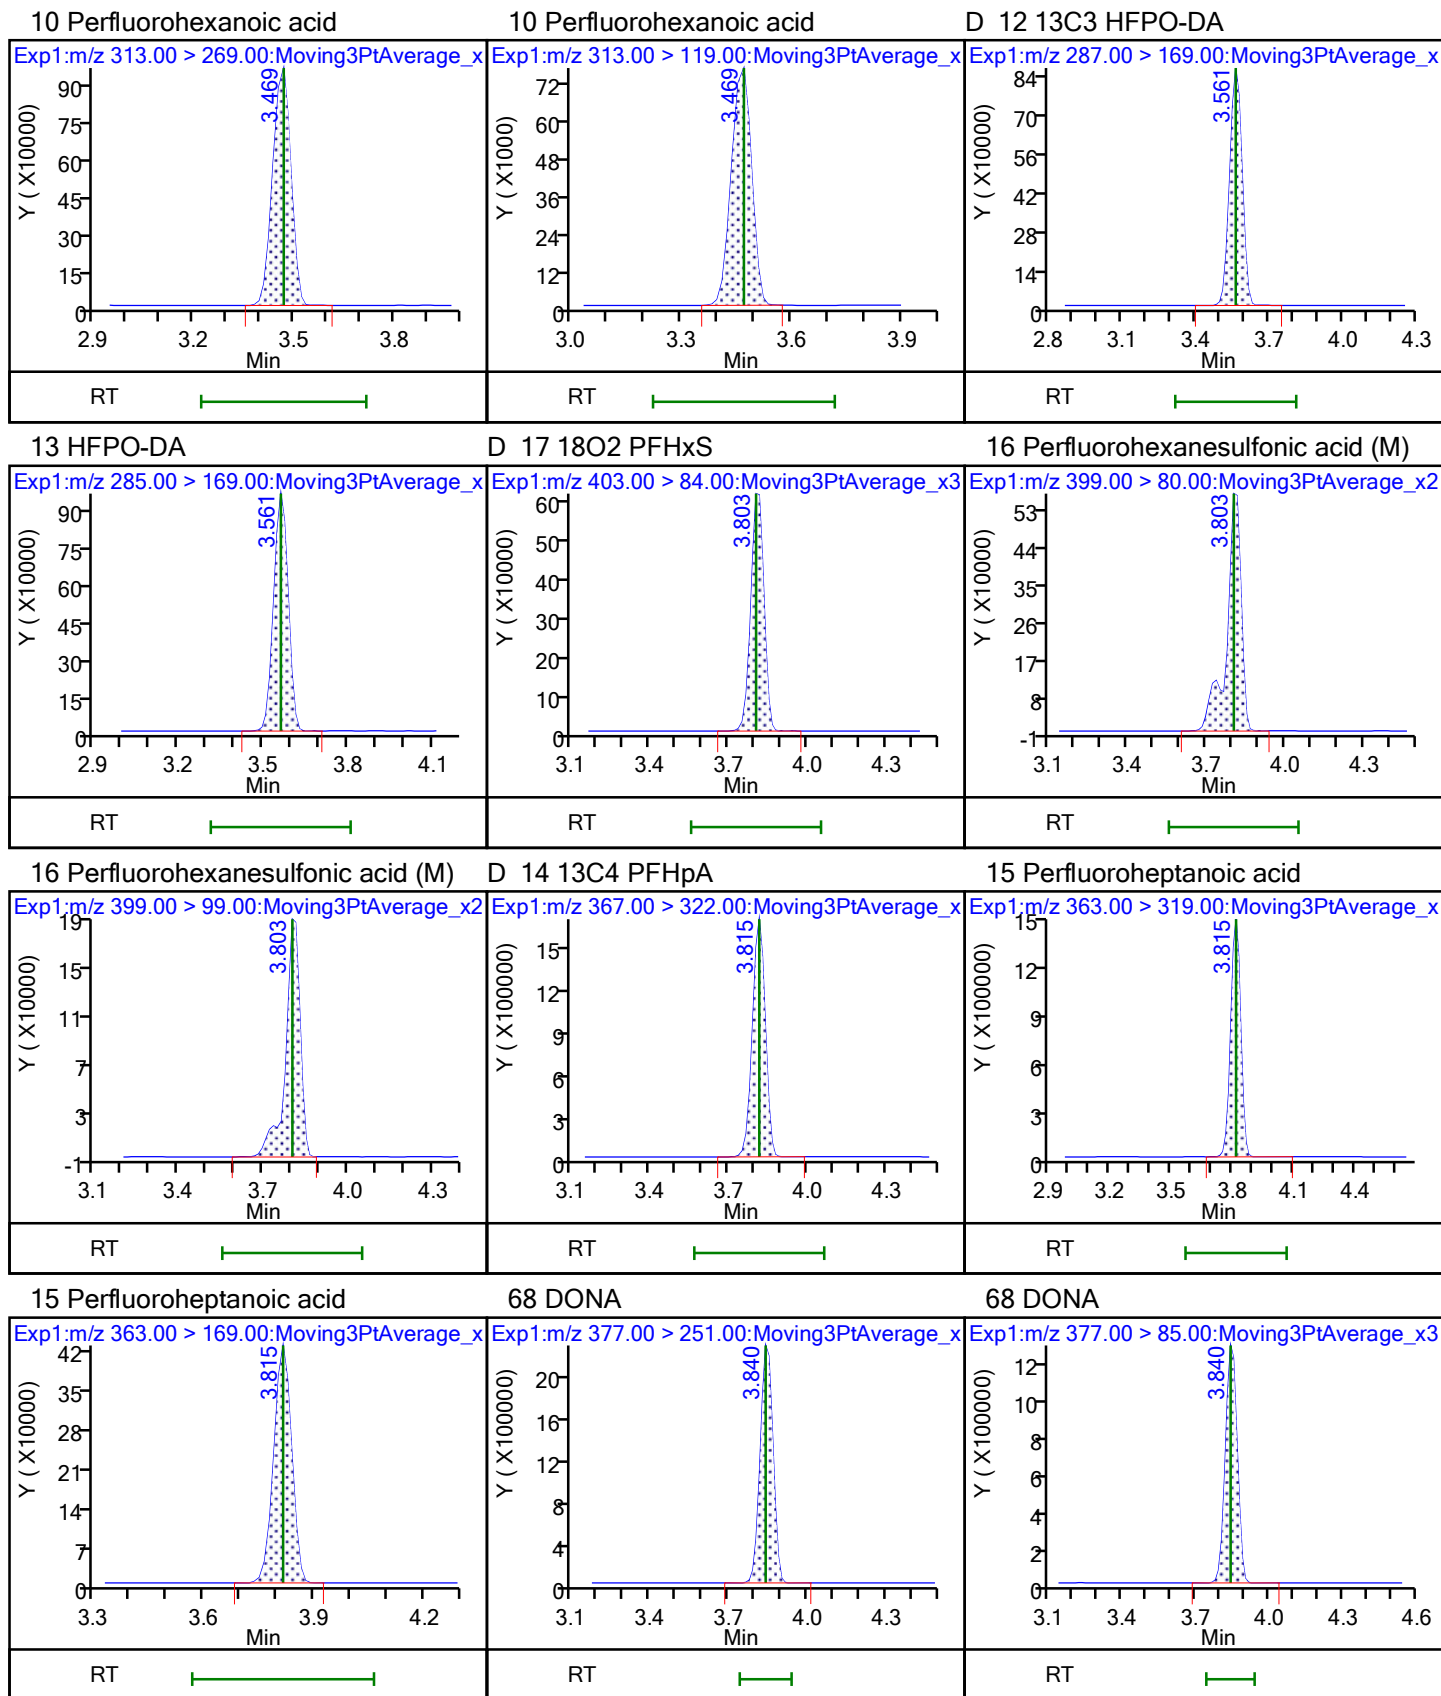 10 Perfluorohexanoic acid
Exp1:m/z 313.00 > 269.00:Moving3PtAverage_x
Y ( X10000)
90
75
60
45
30
15
0
3.469
2.9 3.2 3.5 3.8
Min
RT
10 Perfluorohexanoic acid
Exp1:m/z 313.00 > 119.00:Moving3PtAverage_x
Y ( X10000)
72
60
48
36
24
12
0
3.469
3.0 3.3 3.6 3.9
Min
RT
D 12 13C3 HFPO-DA
Exp1:m/z 287.00 > 169.00:Moving3PtAverage_x
Y ( X10000)
84
70
56
42
28
14
0
3.561
2.8 3.1 3.4 3.7 4.0 4.3
Min
RT
13 HFPO-DA
Exp1:m/z 285.00 > 169.00:Moving3PtAverage_x
Y ( X10000)
90
75
60
45
30
15
0
3.561
2.9 3.2 3.5 3.8 4.1
Min
RT
D 17 18O2 PFHxS
Exp1:m/z 403.00 > 84.00:Moving3PtAverage_x3
Y ( X10000)
60
50
40
30
20
10
0
3.803
3.1 3.4 3.7 4.0 4.3
Min
RT
16 Perfluorohexanesulfonic acid (M)
Exp1:m/z 399.00 > 80.00:Moving3PtAverage_x2
Y ( X10000)
53
44
35
26
17
8
-1
3.803
3.1 3.4 3.7 4.0 4.3
Min
RT
16 Perfluorohexanesulfonic acid (M)
Exp1:m/z 399.00 > 99.00:Moving3PtAverage_x2
Y ( X10000)
19
15
11
7
3
-1
3.803
3.1 3.4 3.7 4.0 4.3
Min
RT
D 14 13C4 PFHpA
Exp1:m/z 367.00 > 322.00:Moving3PtAverage_x
Y ( X100000)
15
12
9
6
3
0
3.815
3.1 3.4 3.7 4.0 4.3
Min
RT
15 Perfluoroheptanoic acid
Exp1:m/z 363.00 > 319.00:Moving3PtAverage_x
Y ( X100000)
15
12
9
6
3
0
3.815
2.9 3.2 3.5 3.8 4.1 4.4
Min
RT
15 Perfluoroheptanoic acid
Exp1:m/z 363.00 > 169.00:Moving3PtAverage_x
Y ( X10000)
42
35
28
21
14
7
0
3.815
3.3 3.6 3.9 4.2
Min
RT
68 DONA
Exp1:m/z 377.00 > 251.00:Moving3PtAverage_x
Y ( X100000)
20
16
12
8
4
0
3.840
3.1 3.4 3.7 4.0 4.3
Min
RT
68 DONA
Exp1:m/z 377.00 > 85.00:Moving3PtAverage_x3
Y ( X100000)
12
10
8
6
4
2
0
3.840
3.1 3.4 3.7 4.0 4.3 4.6
Min
RT